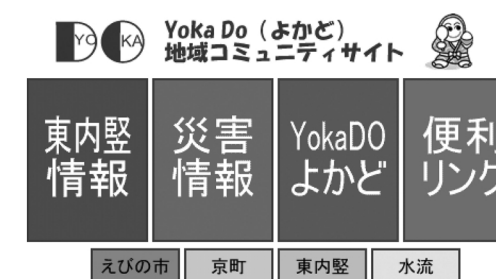 YO KA
Yoka Do（よかど）
地域コミュニティサイト
東内竪
情報
災害
情報
YokaDO
よかど
便利
リンク
えびの市
京町
東内竪
水流